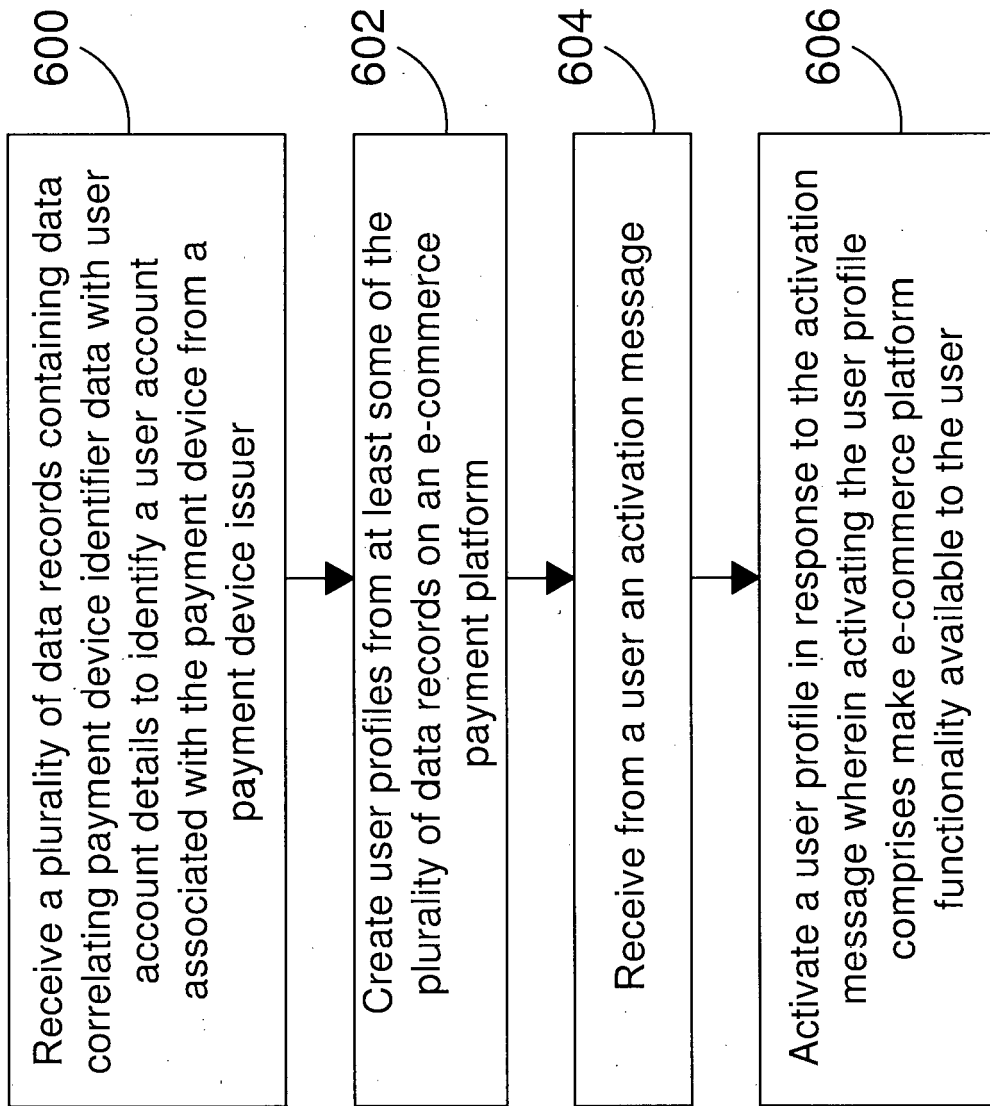 Receive a plurality of data records containing data
correlating payment device identifier data with user
account details to identify a user account
associated with the payment device from a
payment device issuer
600
Create user profiles from at least some of the
plurality of data records on an e-commerce
payment platform
602
Receive from a user an activation message
604
Activate a user profile in response to the activation
message wherein activating the user profile
comprises make e-commerce platform
functionality available to the user
606